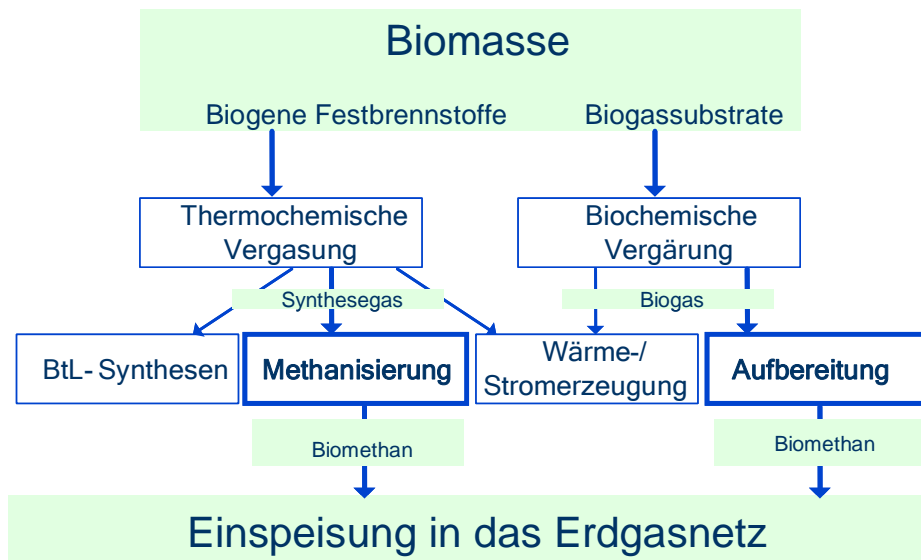 Biomasse
Biogene Festbrennstoffe
Biogassubstrate
Thermochemische
Vergasung
Biochemische
Vergärung
Synthesegas
Biogas
BtL- Synthesen
Methanisierung
Wärme-/
Stromerzeugung
Aufbereitung
Biomethan
Biomethan
Einspeisung in das Erdgasnetz